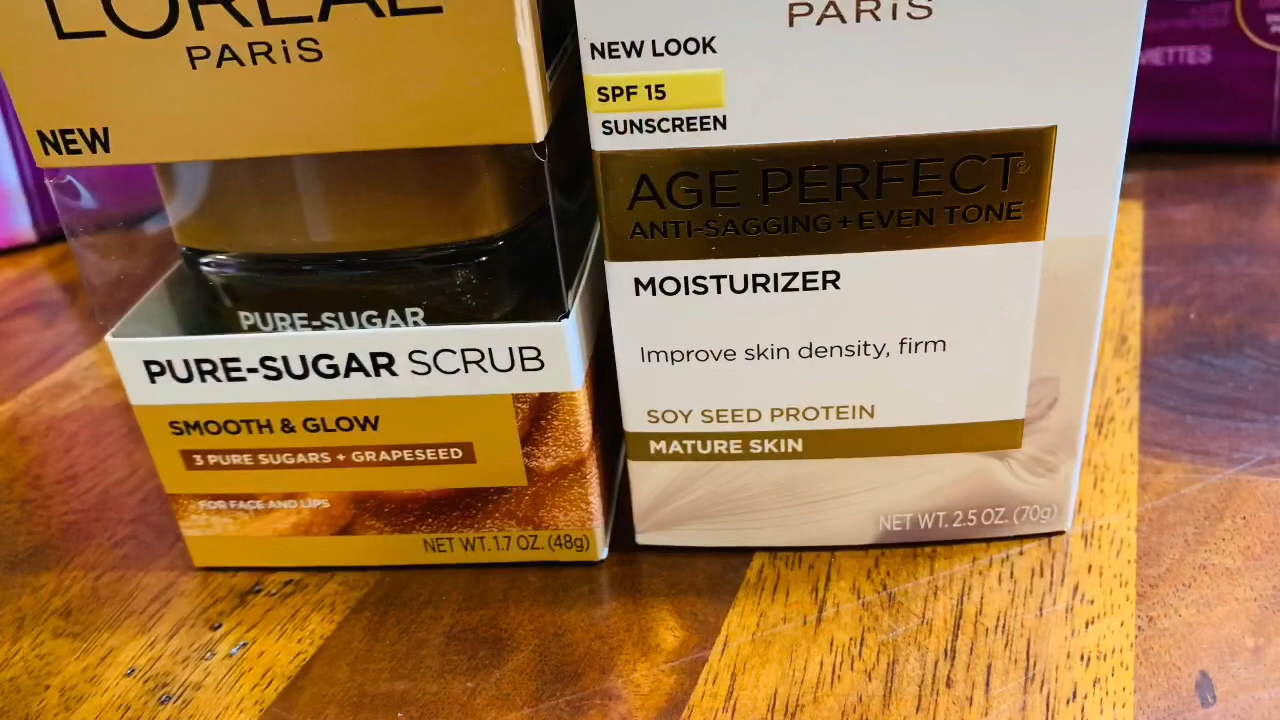 L'ORÉAL
PARiS
NEW
PURE-SUGAR
PURE-SUGAR SCRUB
SMOOTH & GLOW
3 PURE SUGARS + GRAPESEED
FOR FACE AND LIPS
NET WT. 1.7 OZ. (48g)
PARiS
NEW LOOK
SPF 15
SUNSCREEN
AGE PERFECT®
ANTI-SAGGING + EVEN TONE
MOISTURIZER
Improve skin density, firm
SOY SEED PROTEIN
MATURE SKIN
NET WT. 2.5 OZ. (70g)